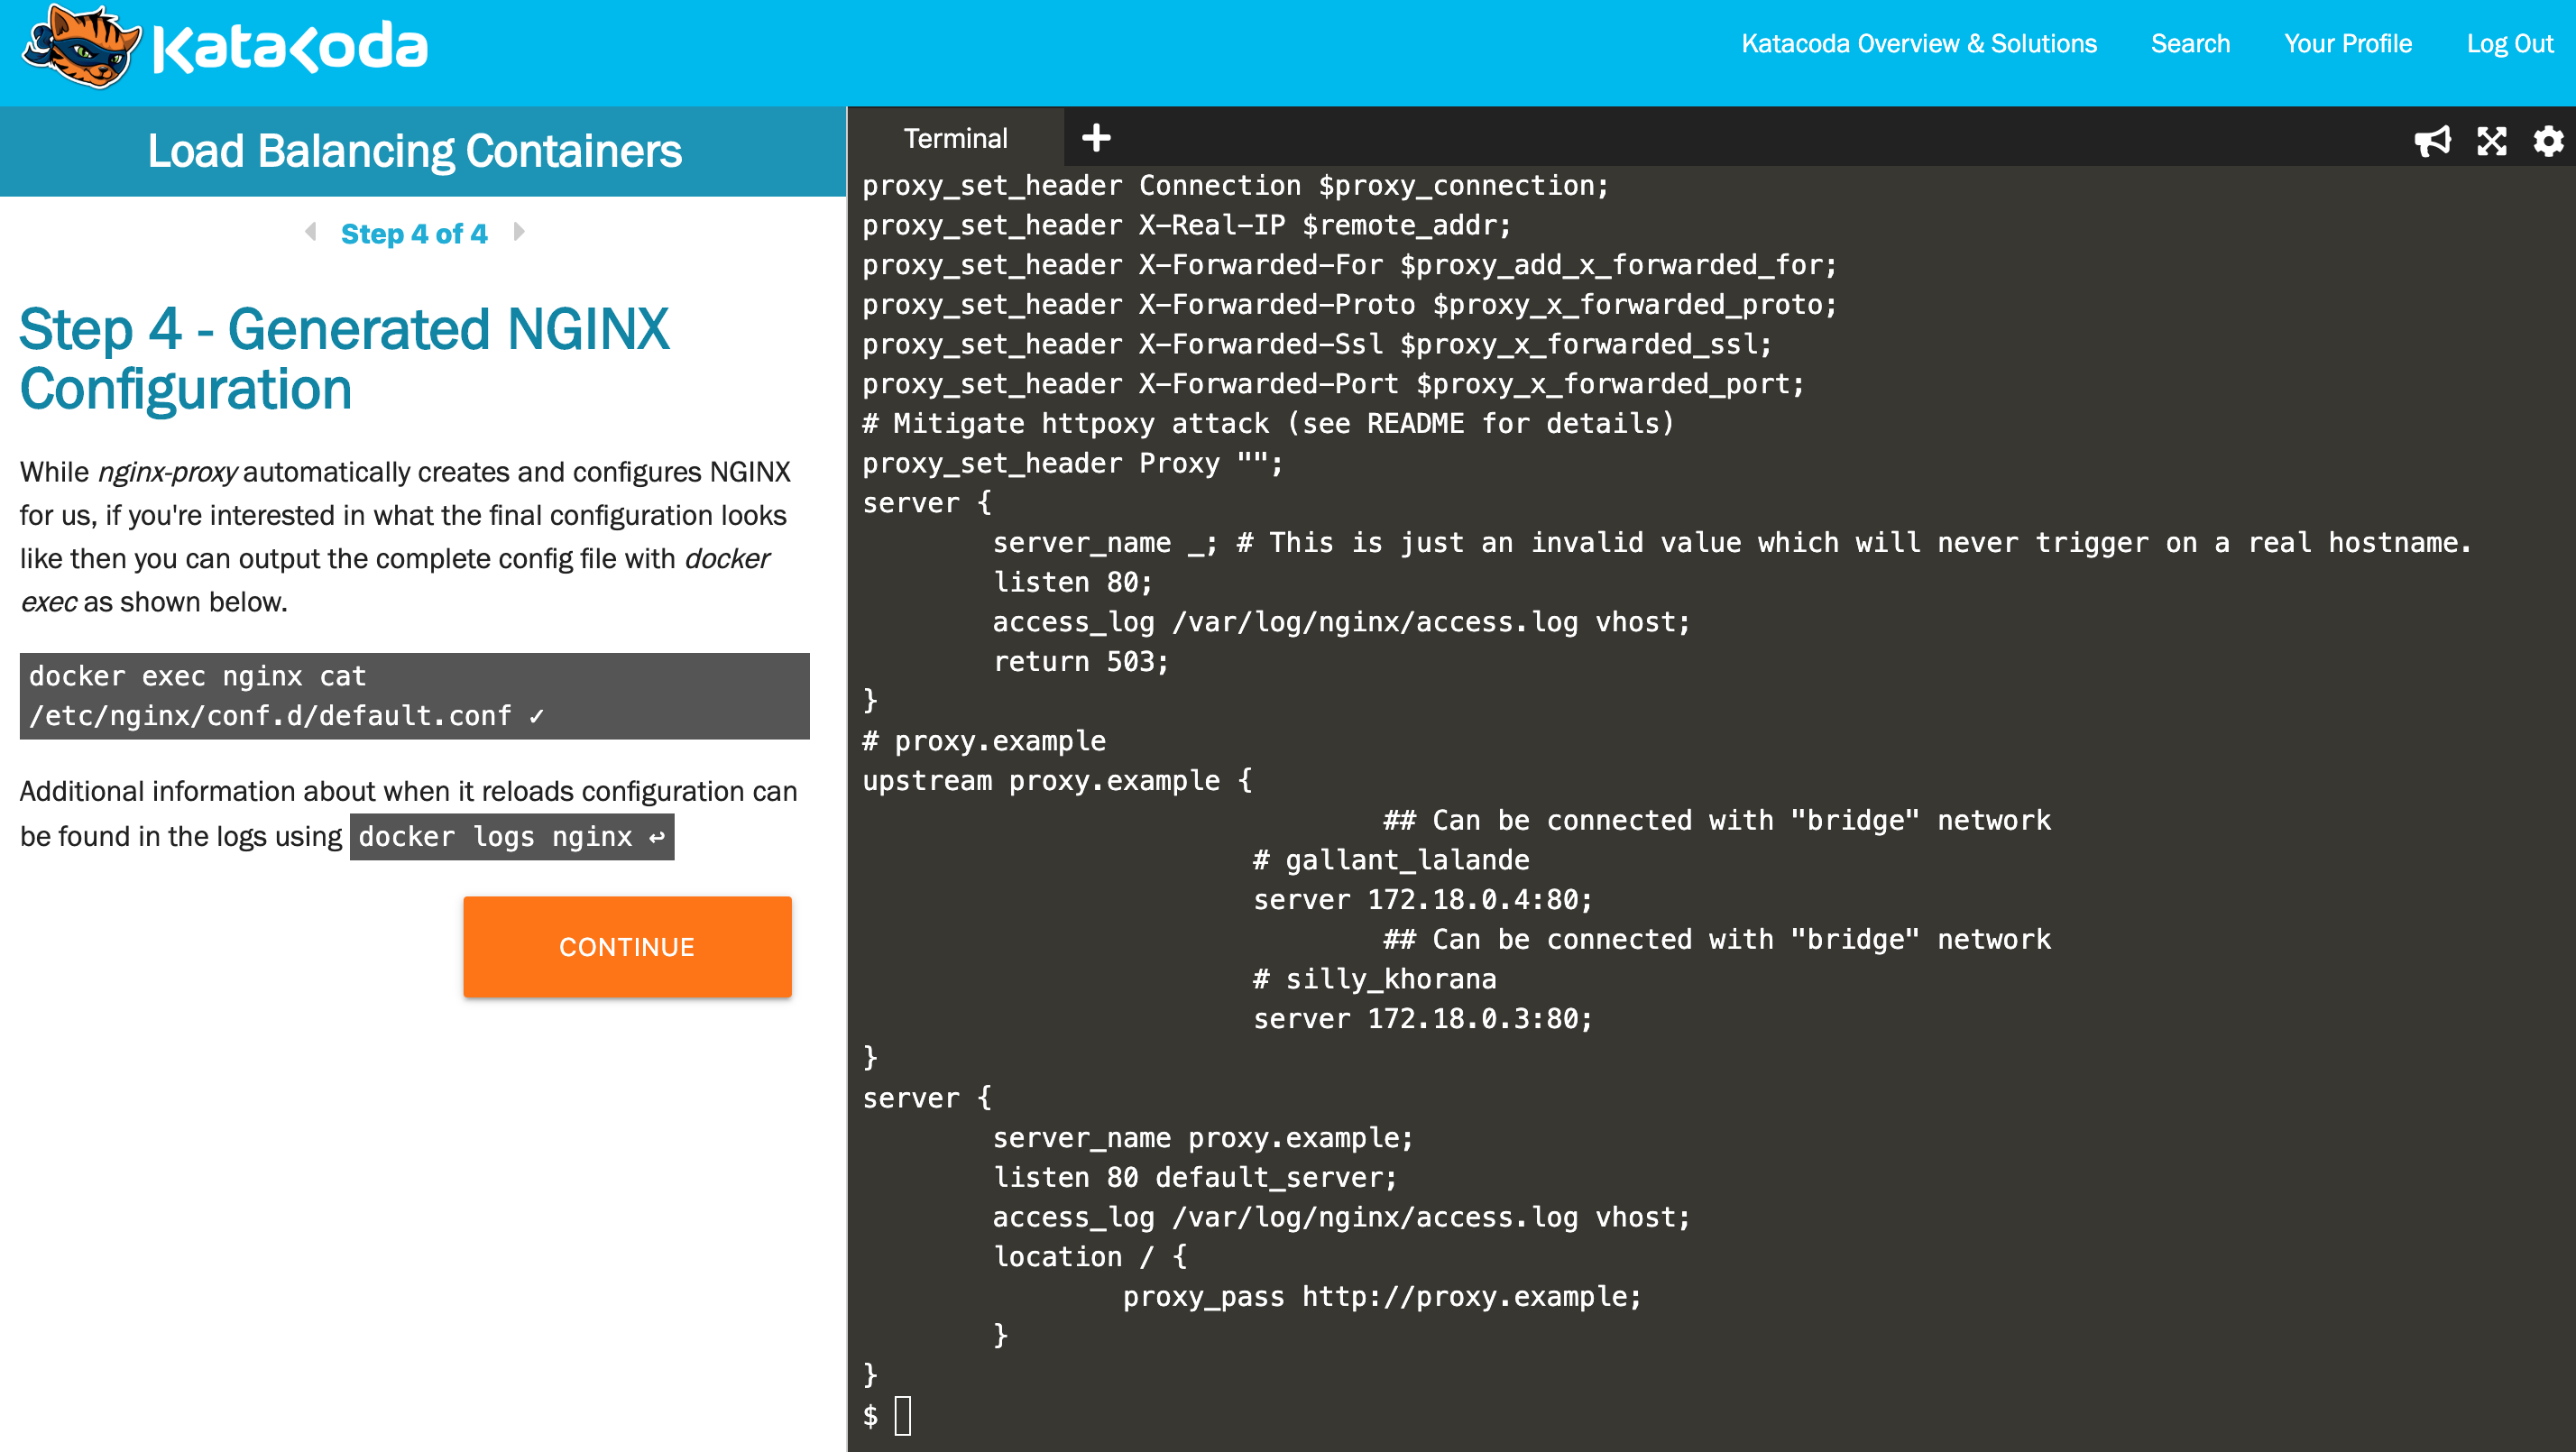 Katacoda
Katacoda Overview & Solutions
Search
Your Profile
Log Out
Load Balancing Containers
Step 4 of 4
Step 4 - Generated NGINX
Configuration
While nginx-proxy automatically creates and configures NGINX
for us, if you're interested in what the final configuration looks
like then you can output the complete config file with docker
exec as shown below.
docker exec nginx cat
/etc/nginx/conf.d/default.conf ✓
Additional information about when it reloads configuration can
be found in the logs using docker logs nginx ↩
CONTINUE
Terminal
proxy_set_header Connection $proxy_connection;
proxy_set_header X-Real-IP $remote_addr;
proxy_set_header X-Forwarded-For $proxy_add_x_forwarded_for;
proxy_set_header X-Forwarded-Proto $proxy_x_forwarded_proto;
proxy_set_header X-Forwarded-Ssl $proxy_x_forwarded_ssl;
proxy_set_header X-Forwarded-Port $proxy_x_forwarded_port;
# Mitigate httpoxy attack (see README for details)
proxy_set_header Proxy "";
server {
        server_name _; # This is just an invalid value which will never trigger on a real hostname.
        listen 80;
        access_log /var/log/nginx/access.log vhost;
        return 503;
}
# proxy.example
upstream proxy.example {
                                ## Can be connected with "bridge" network
                        # gallant_lalande
                        server 172.18.0.4:80;
                                ## Can be connected with "bridge" network
                        # silly_khorana
                        server 172.18.0.3:80;
}
server {
        server_name proxy.example;
        listen 80 default_server;
        access_log /var/log/nginx/access.log vhost;
        location / {
                proxy_pass http://proxy.example;
        }
}
$